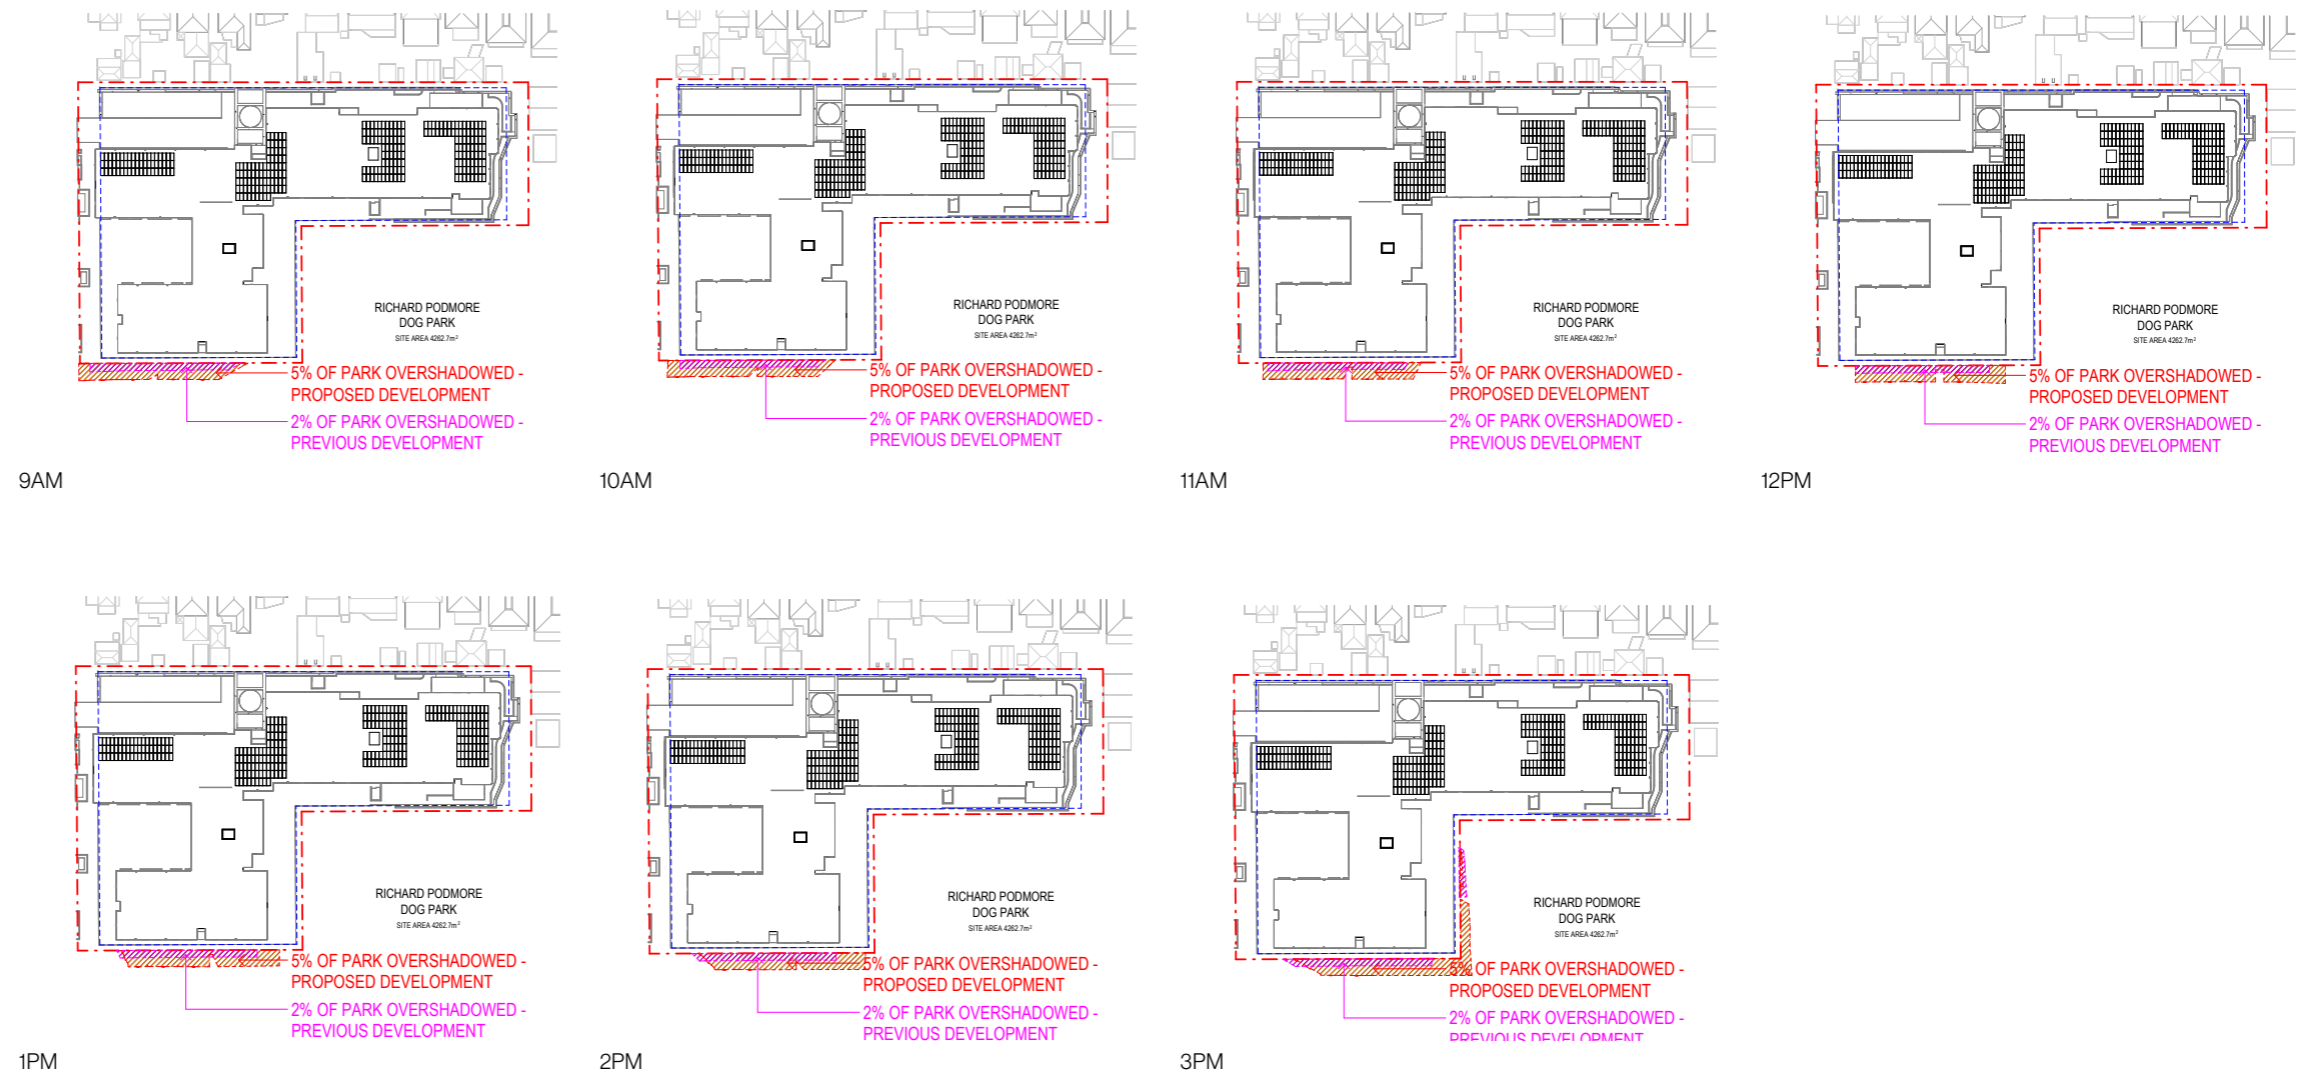 RICHARD PODMORE
DOG PARK
SITE AREA 4262.7m²
5% OF PARK OVERSHADOWED -
PROPOSED DEVELOPMENT
2% OF PARK OVERSHADOWED -
PREVIOUS DEVELOPMENT
9AM
RICHARD PODMORE
DOG PARK
SITE AREA 4262.7m²
5% OF PARK OVERSHADOWED -
PROPOSED DEVELOPMENT
2% OF PARK OVERSHADOWED -
PREVIOUS DEVELOPMENT
10AM
RICHARD PODMORE
DOG PARK
SITE AREA 4262.7m²
5% OF PARK OVERSHADOWED -
PROPOSED DEVELOPMENT
2% OF PARK OVERSHADOWED -
PREVIOUS DEVELOPMENT
11AM
RICHARD PODMORE
DOG PARK
SITE AREA 4262.7m²
5% OF PARK OVERSHADOWED -
PROPOSED DEVELOPMENT
2% OF PARK OVERSHADOWED -
PREVIOUS DEVELOPMENT
12PM
RICHARD PODMORE
DOG PARK
SITE AREA 4262.7m²
5% OF PARK OVERSHADOWED -
PROPOSED DEVELOPMENT
2% OF PARK OVERSHADOWED -
PREVIOUS DEVELOPMENT
1PM
RICHARD PODMORE
DOG PARK
SITE AREA 4262.7m²
5% OF PARK OVERSHADOWED -
PROPOSED DEVELOPMENT
2% OF PARK OVERSHADOWED -
PREVIOUS DEVELOPMENT
2PM
RICHARD PODMORE
DOG PARK
SITE AREA 4262.7m²
5% OF PARK OVERSHADOWED -
PROPOSED DEVELOPMENT
2% OF PARK OVERSHADOWED -
PREVIOUS DEVELOPMENT
3PM